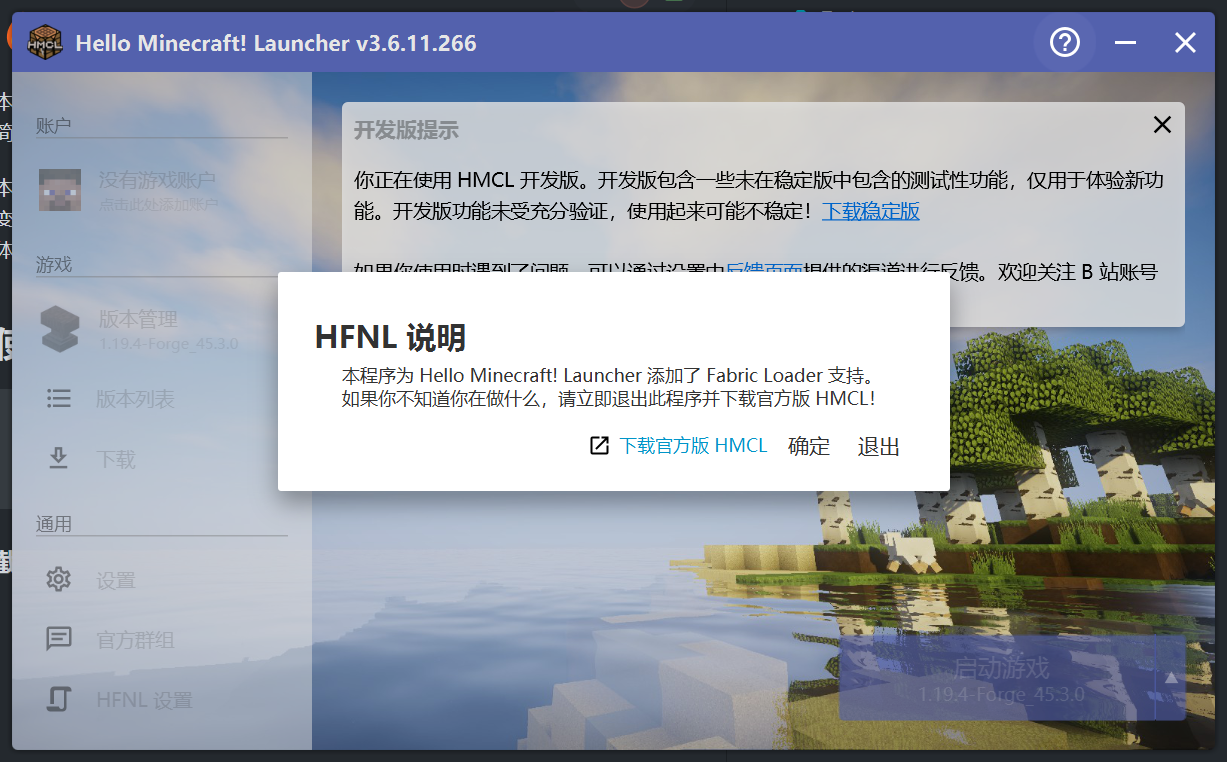 Hello Minecraft! Launcher v3.6.11.266
HMCL
账户
没有游戏账户
点击此处添加账户
游戏
版本管理
1.19.4-Forge_45.3.0
版本列表
下载
通用
设置
官方群组
HFNL 设置
开发版提示
你正在使用 HMCL 开发版。开发版包含一些未在稳定版中包含的测试性功能，仅用于体验新功
能。开发版功能未受充分验证，使用起来可能不稳定！下载稳定版
如果你使用时遇到了问题，可以通过设置中反馈页面提供的渠道进行反馈。欢迎关注 B 站账号
HFNL 说明
本程序为 Hello Minecraft! Launcher 添加了 Fabric Loader 支持。
如果你不知道你在做什么，请立即退出此程序并下载官方版 HMCL！
下载官方版 HMCL
确定
退出
启动游戏
1.19.4-Forge_45.3.0